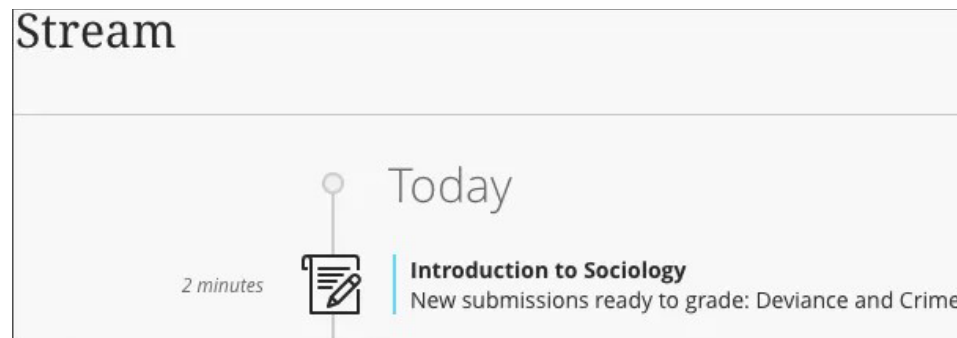 Stream
Today
2 minutes
Introduction to Sociology
New submissions ready to grade: Deviance and Crime